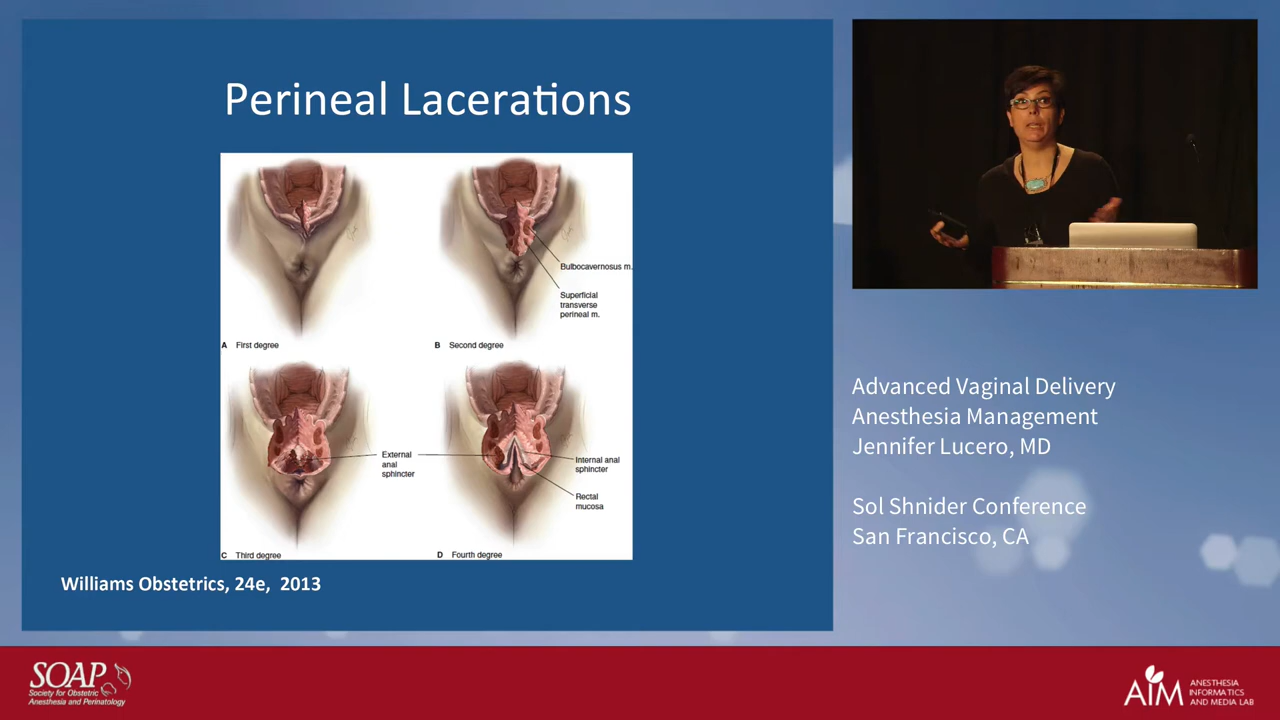 Perineal Lacerations
Bulbocavernosus m.
Superficial
transverse
perineal m.
A First degree
B Second degree
External
anal
sphincter
Internal anal
sphincter
Rectal
mucosa
C Third degree
D Fourth degree
Williams Obstetrics, 24e, 2013
Advanced Vaginal Delivery
Anesthesia Management
Jennifer Lucero, MD
Sol Shnider Conference
San Francisco, CA
SOAP
Society for Obstetric
Anesthesia and Perinatology
AIM
ANESTHESIA
INFORMATICS
AND MEDIA LAB